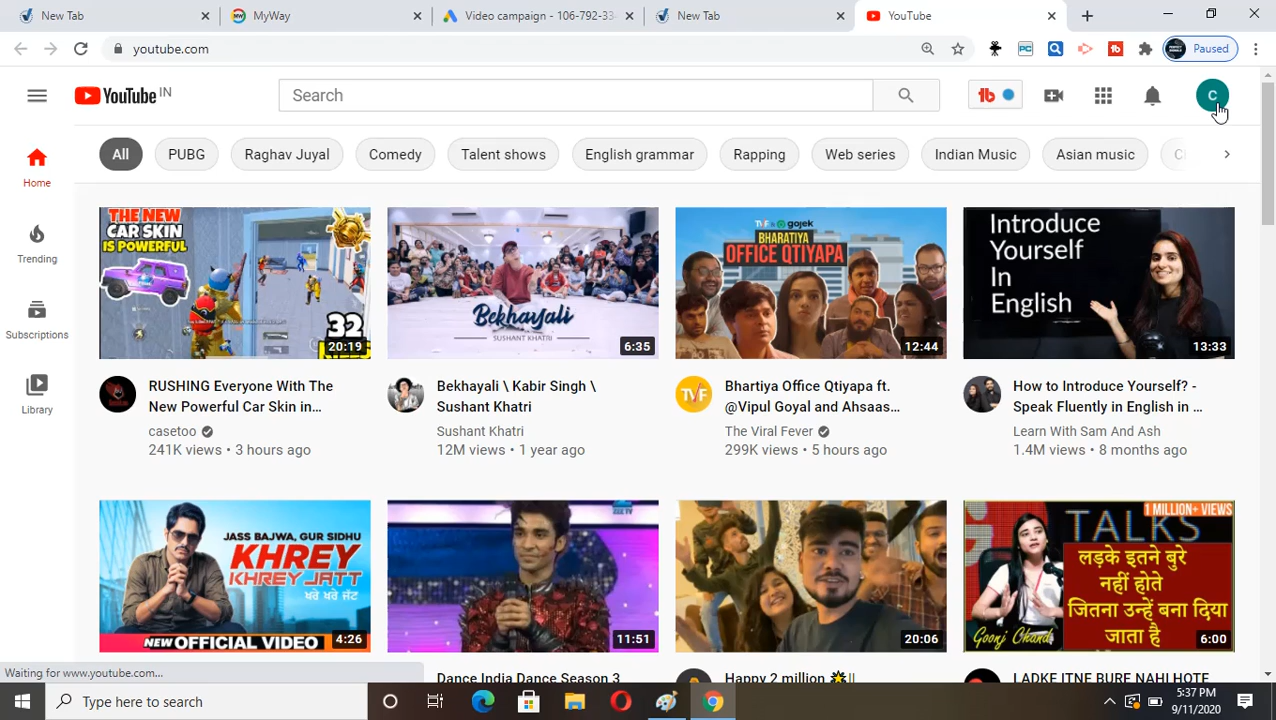 New Tab
MyWay
Video campaign - 106-792-33
New Tab
YouTube
youtube.com
Paused
YouTube IN
Search
C
All
PUBG
Raghav Juyal
Comedy
Talent shows
English grammar
Rapping
Web series
Indian Music
Asian music
Home
Trending
Subscriptions
Library
THE NEW
CAR SKIN
IS POWERFUL
32
20:19
Bekhayali
SUSHANT KHATRI
6:35
TVF in gojek
BHARATIYA
OFFICE QTIYAPA
12:44
Introduce
Yourself
In
English
13:33
RUSHING Everyone With The
New Powerful Car Skin in...
casetoo
241K views • 3 hours ago
Bekhayali \ Kabir Singh \
Sushant Khatri
Sushant Khatri
12M views • 1 year ago
Bhartiya Office Qtiyapa ft.
@Vipul Goyal and Ahsaas...
The Viral Fever
299K views • 5 hours ago
How to Introduce Yourself? -
Speak Fluently in English in ...
Learn With Sam And Ash
1.4M views • 8 months ago
JASS BAJWA, GUR SIDHU
KHREY
KHREYJATT
ਖਰੇ ਖਰੇ ਜੱਟ
NEW OFFICIAL VIDEO
4:26
11:51
20:06
1 MILLION+ VIEWS
TALKS
लड़के इतने बुरे
नहीं होते
जितना उन्हें बना दिया
जाता है
Goonj Chand
6:00
Waiting for www.youtube.com...
Dance India Dance Season 3
Happy 2 million
LADKE ITNE BURE NAHI HOTE
Type here to search
5:37 PM
9/11/2020